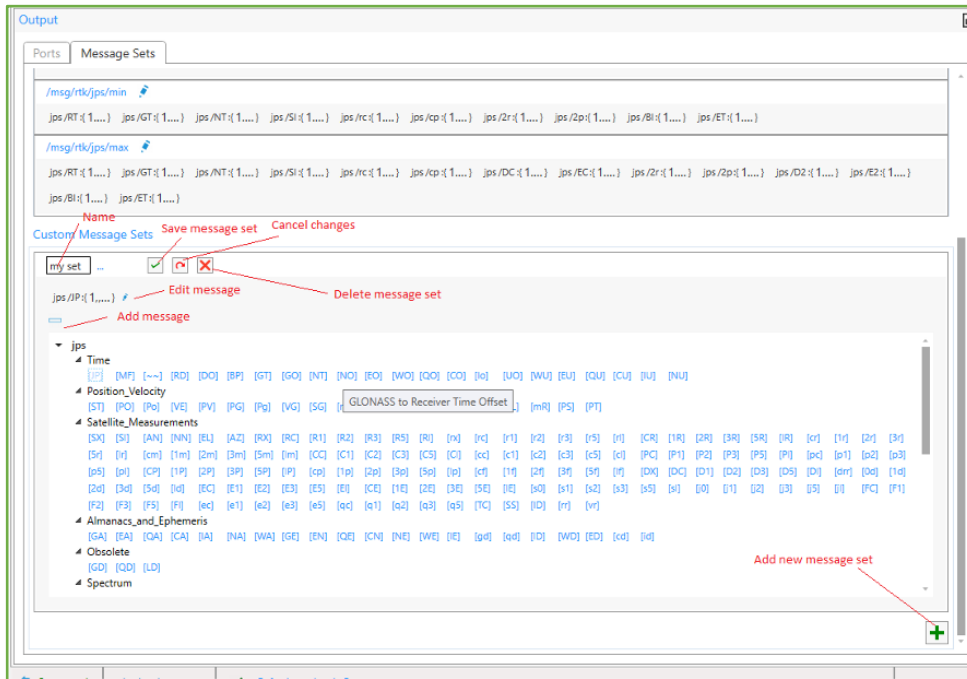 Output
Ports Message Sets
/msg/rtk/jps/min
jps/RT:{1,...} jps/GT:{1,...} jps/NT:{1,...} jps/SI:{1,...} jps/rc:{1,...} jps/cp:{1,...} jps/2r:{1,...} jps/2p:{1,...} jps/BI:{1,...} jps/ET:{1,...}
/msg/rtk/jps/max
jps/RT:{1,...} jps/GT:{1,...} jps/NT:{1,...} jps/SI:{1,...} jps/rc:{1,...} jps/cp:{1,...} jps/DC:{1,...} jps/EC:{1,...} jps/2r:{1,...} jps/2p:{1,...} jps/D2:{1,...} jps/E2:{1,...}
jps/BI:{1,...} jps/ET:{1,...}
Name
Save message set
Cancel changes
Custom Message Sets
my set ...
Edit message
Delete message set
jps/JP:{1,,...}
Add message
jps
Time
[JP] [MF] [~~] [RD] [DO] [BP] [GT] [GO] [NT] [NO] [EO] [WO] [QO] [CO] [Io] [UO] [WU] [EU] [QU] [CU] [IU] [NU]
Position_Velocity
[ST] [PO] [Po] [VE] [PV] [PG] [Pg] [VG] [SG] [mR] [PS] [PT]
GLONASS to Receiver Time Offset
Satellite_Measurements
[SX] [SI] [AN] [NN] [EL] [AZ] [RX] [RC] [R1] [R2] [R3] [R5] [RI] [rx] [rc] [r1] [r2] [r3] [r5] [rl] [CR] [1R] [2R] [3R] [5R] [IR] [cr] [1r] [2r] [3r]
[5r] [lr] [cm] [1m] [2m] [3m] [5m] [lm] [CC] [C1] [C2] [C3] [C5] [CI] [cc] [c1] [c2] [c3] [c5] [cl] [PC] [P1] [P2] [P3] [P5] [PI] [pc] [p1] [p2] [p3]
[p5] [pl] [CP] [1P] [2P] [3P] [5P] [IP] [cp] [1p] [2p] [3p] [5p] [lp] [cf] [1f] [2f] [3f] [5f] [lf] [DX] [DC] [D1] [D2] [D3] [D5] [DI] [drr] [0d] [1d]
[2d] [3d] [5d] [ld] [EC] [E1] [E2] [E3] [E5] [EI] [CE] [1E] [2E] [3E] [5E] [IE] [s0] [s1] [s2] [s3] [s5] [sl] [j0] [j1] [j2] [j3] [j5] [jl] [FC] [F1]
[F2] [F3] [F5] [FI] [ec] [e1] [e2] [e3] [e5] [qc] [q1] [q2] [q3] [q5] [TC] [SS] [ID] [rr] [vr]
Almanacs_and_Ephemeris
[GA] [EA] [QA] [CA] [IA] [NA] [WA] [GE] [EN] [QE] [CN] [NE] [WE] [IE] [gd] [qd] [lD] [WD] [ED] [cd] [id]
Obsolete
[GD] [QD] [LD]
Spectrum
Add new message set